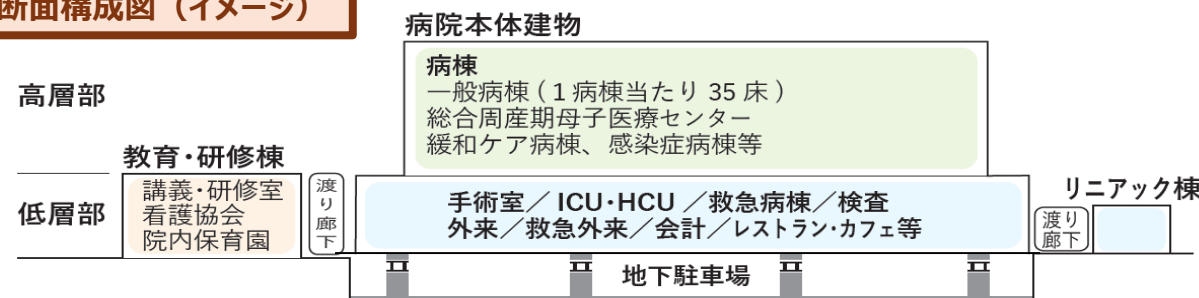 断面構成図（イメージ）
病院本体建物
病棟
一般病棟（1病棟当たり 35 床）
総合周産期母子医療センター
緩和ケア病棟、感染症病棟等
高層部
教育・研修棟
講義・研修室
看護協会
院内保育園
渡り廊下
低層部
手術室／ICU・HCU ／救急病棟／検査
外来／救急外来／会計／レストラン・カフェ等
リニアック棟
渡り
廊下
地下駐車場